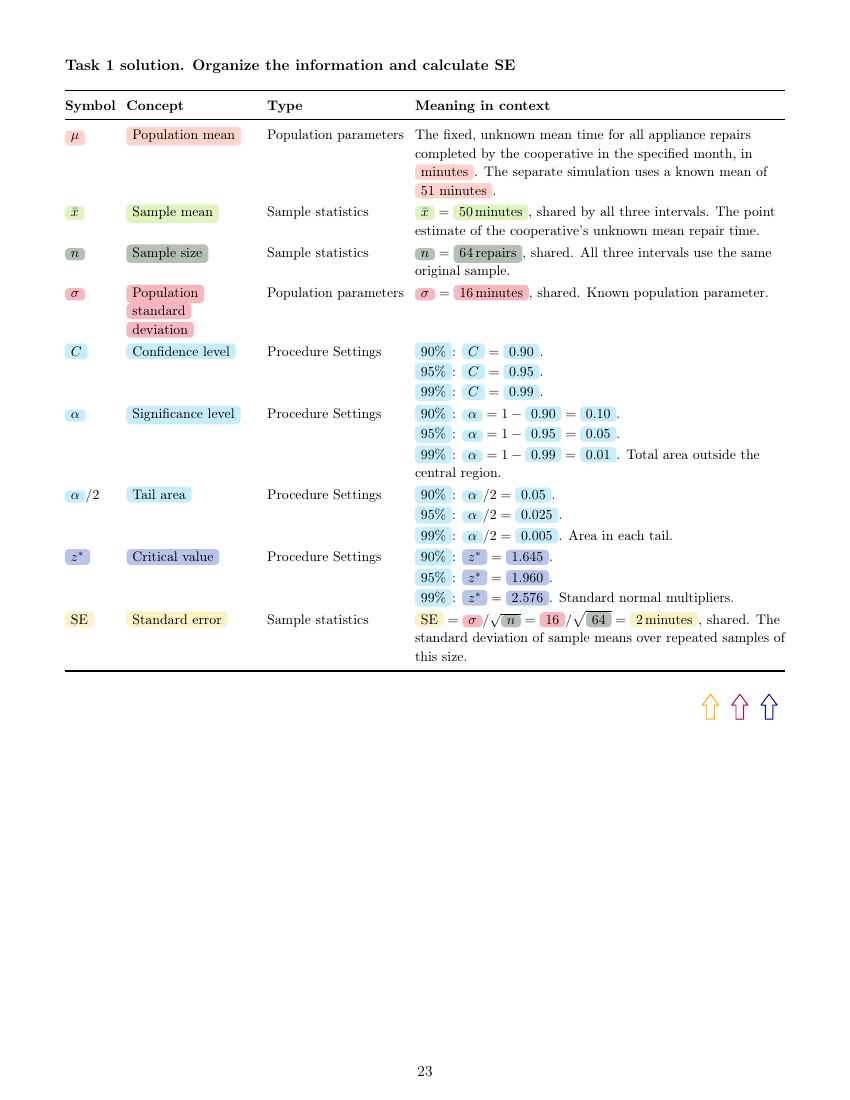 Task 1 solution. Organize the information and calculate SE
Symbol Concept Type Meaning in context
μ Population mean Population parameters The fixed, unknown mean time for all appliance repairs
completed by the cooperative in the specified month, in
minutes . The separate simulation uses a known mean of
51 minutes .
x̄ Sample mean Sample statistics x̄ = 50 minutes , shared by all three intervals. The point
estimate of the cooperative's unknown mean repair time.
n Sample size Sample statistics n = 64 repairs , shared. All three intervals use the same
original sample.
σ Population Population parameters σ = 16 minutes , shared. Known population parameter.
standard
deviation
C Confidence level Procedure Settings 90% : C = 0.90 .
95% : C = 0.95 .
99% : C = 0.99 .
α Significance level Procedure Settings 90% : α = 1 − 0.90 = 0.10 .
95% : α = 1 − 0.95 = 0.05 .
99% : α = 1 − 0.99 = 0.01 . Total area outside the
central region.
α /2 Tail area Procedure Settings 90% : α /2 = 0.05 .
95% : α /2 = 0.025 .
99% : α /2 = 0.005 . Area in each tail.
z* Critical value Procedure Settings 90% : z* = 1.645 .
95% : z* = 1.960 .
99% : z* = 2.576 . Standard normal multipliers.
SE Standard error Sample statistics SE = σ /√n = 16 /√64 = 2 minutes , shared. The
standard deviation of sample means over repeated samples of
this size.
23